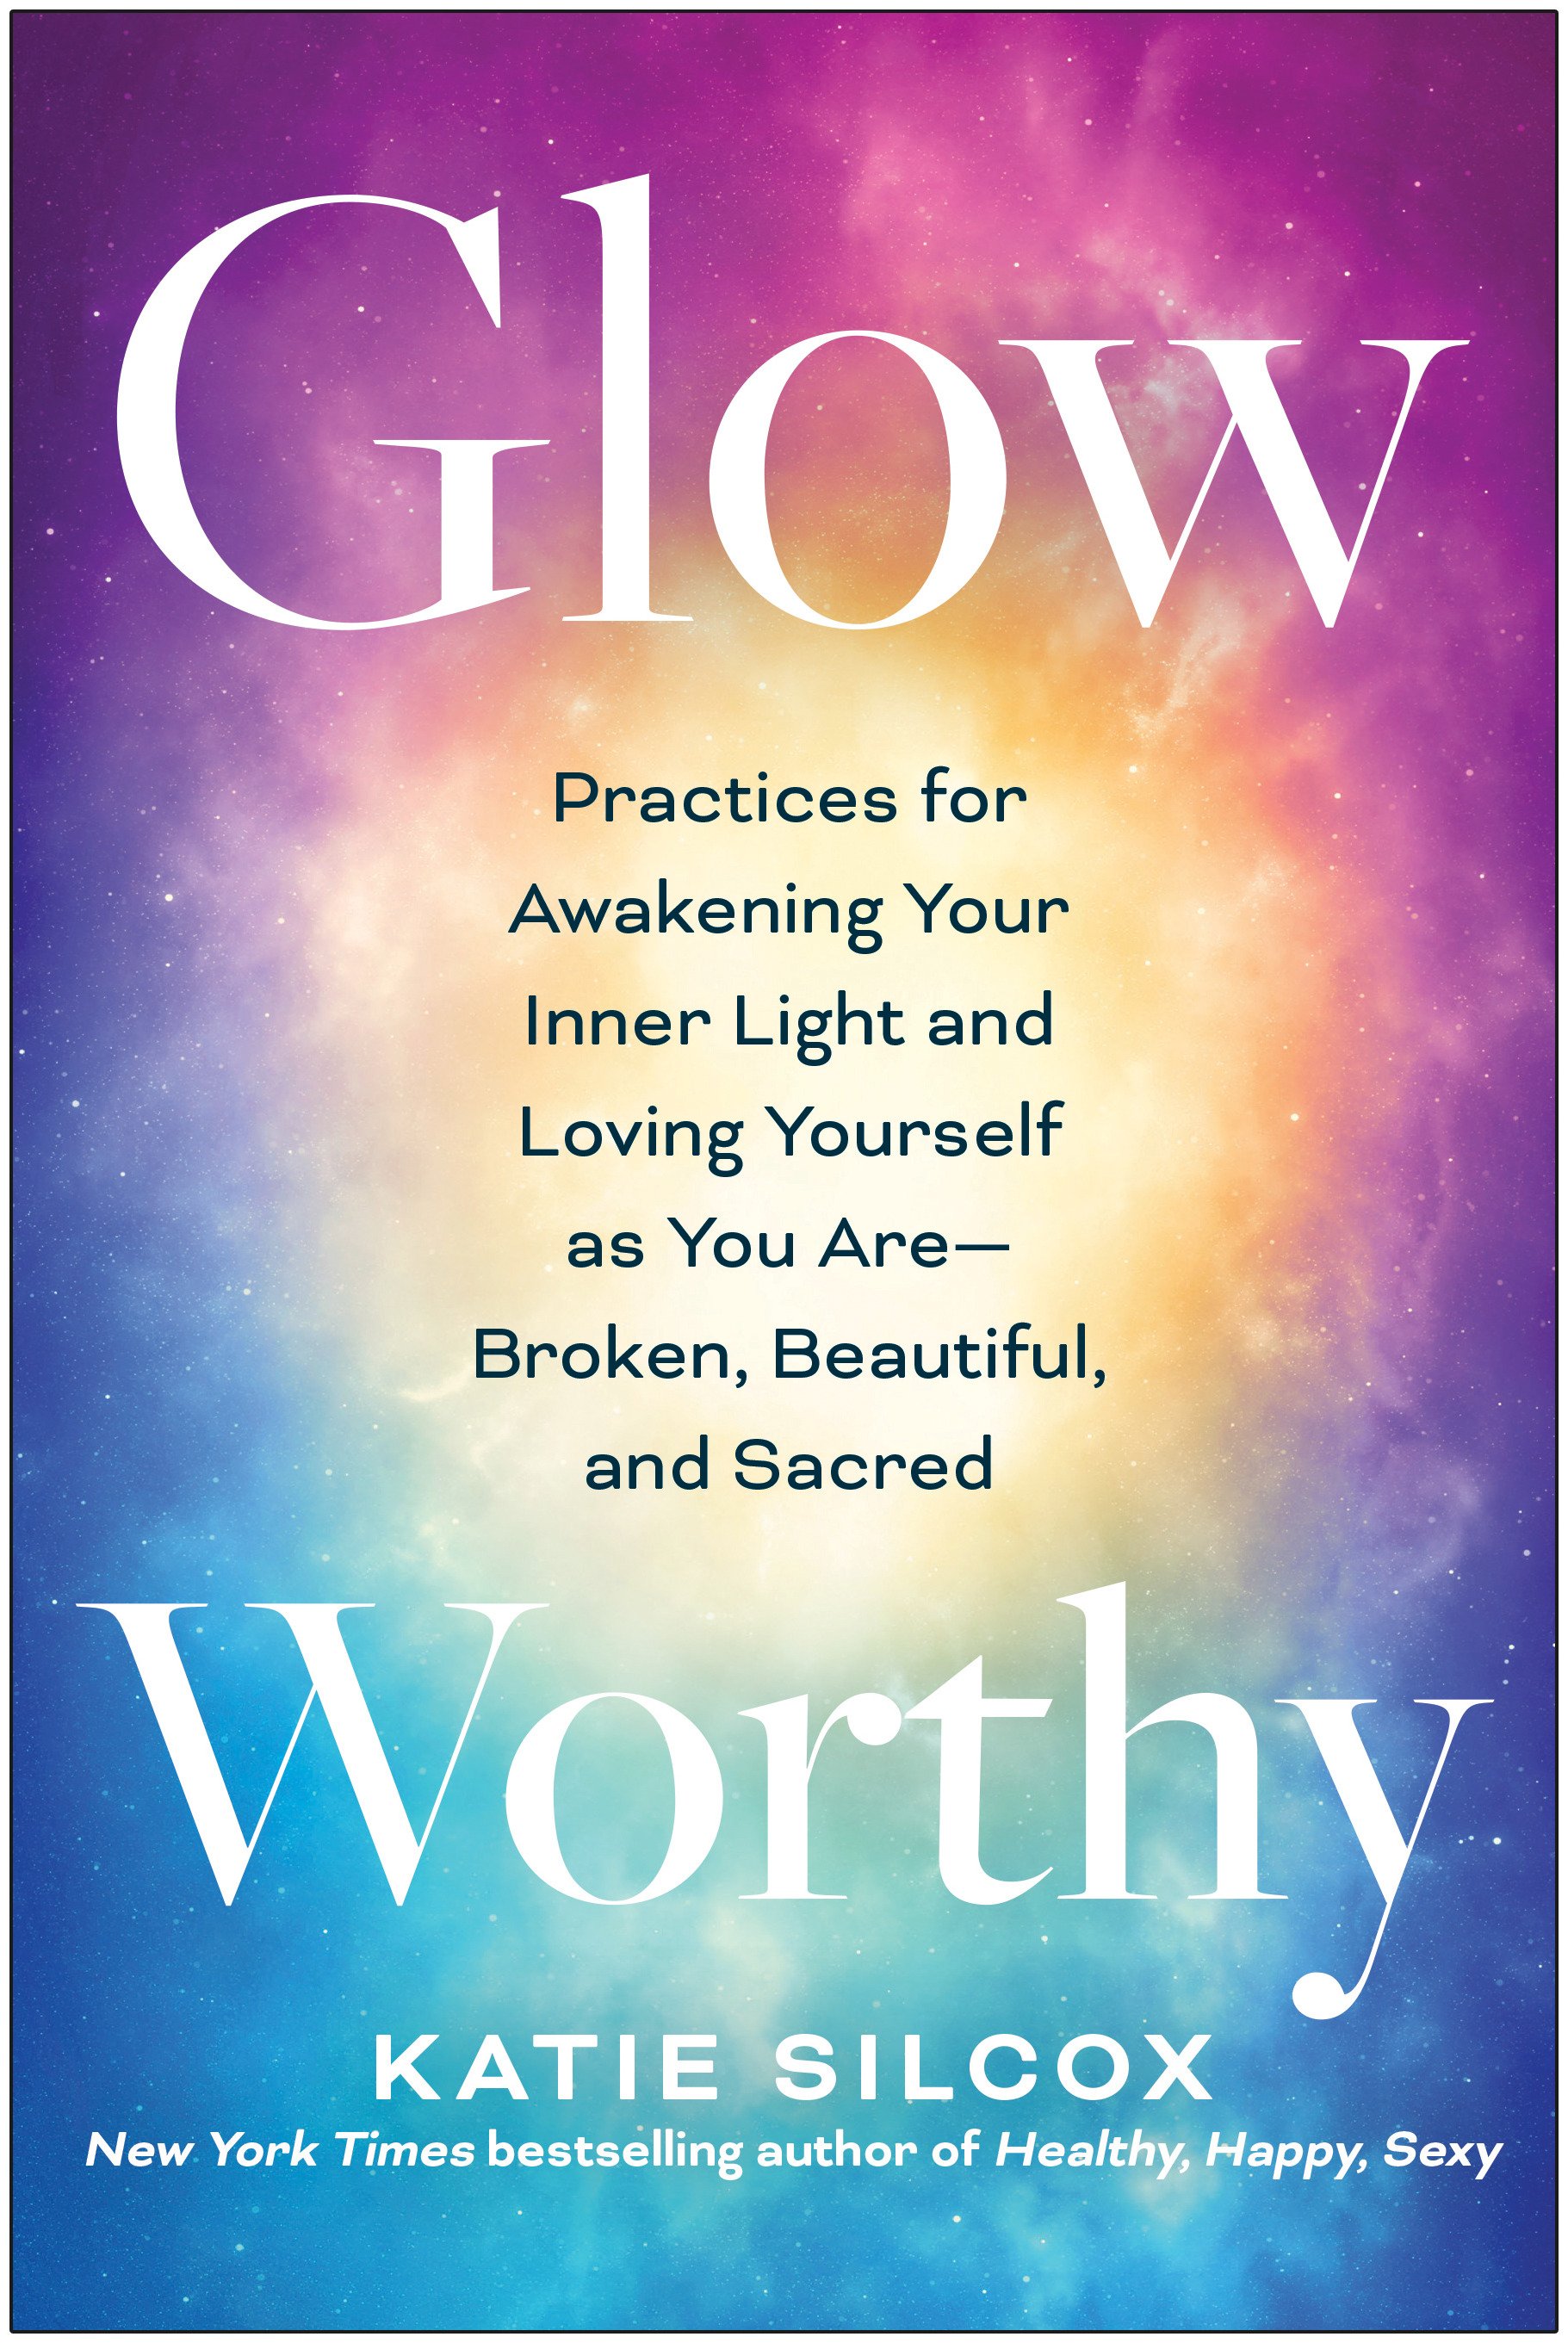 Glow
Practices for
Awakening Your
Inner Light and
Loving Yourself
as You Are—
Broken, Beautiful,
and Sacred
Worthy
KATIE SILCOX
New York Times bestselling author of Healthy, Happy, Sexy